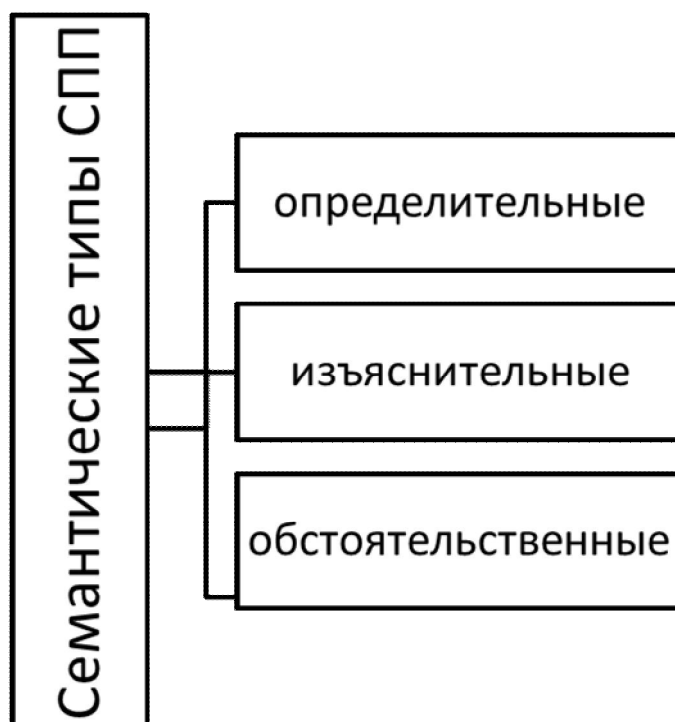 Семантические типы СПП
определительные
изъяснительные
обстоятельственные